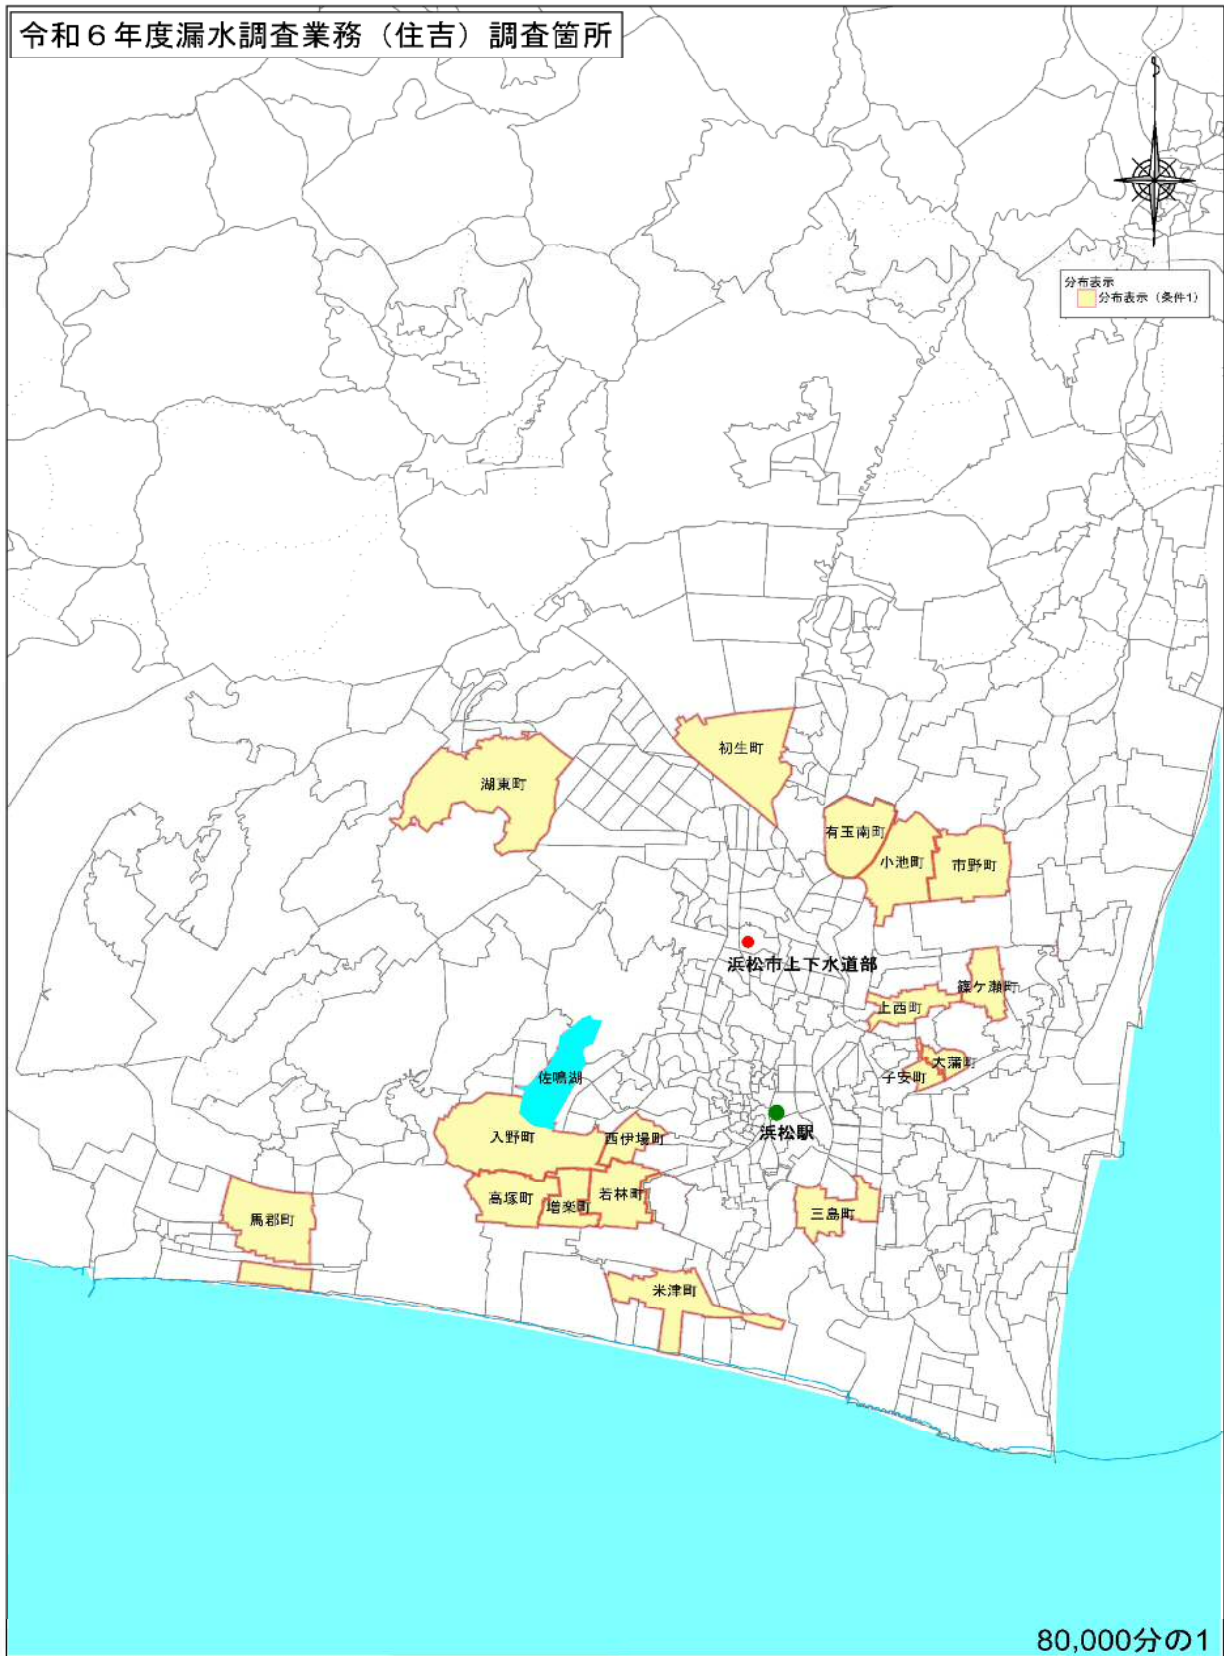 令和６年度漏水調査業務（住吉）調査箇所
分布表示
分布表示（条件1）
初生町
湖東町
有玉南町
小池町
市野町
浜松市上下水道部
篠ケ瀬町
上西町
大蒲町
子安町
佐鳴湖
浜松駅
入野町
西伊場町
高塚町
増楽町
若林町
馬郡町
三島町
米津町
80,000分の1